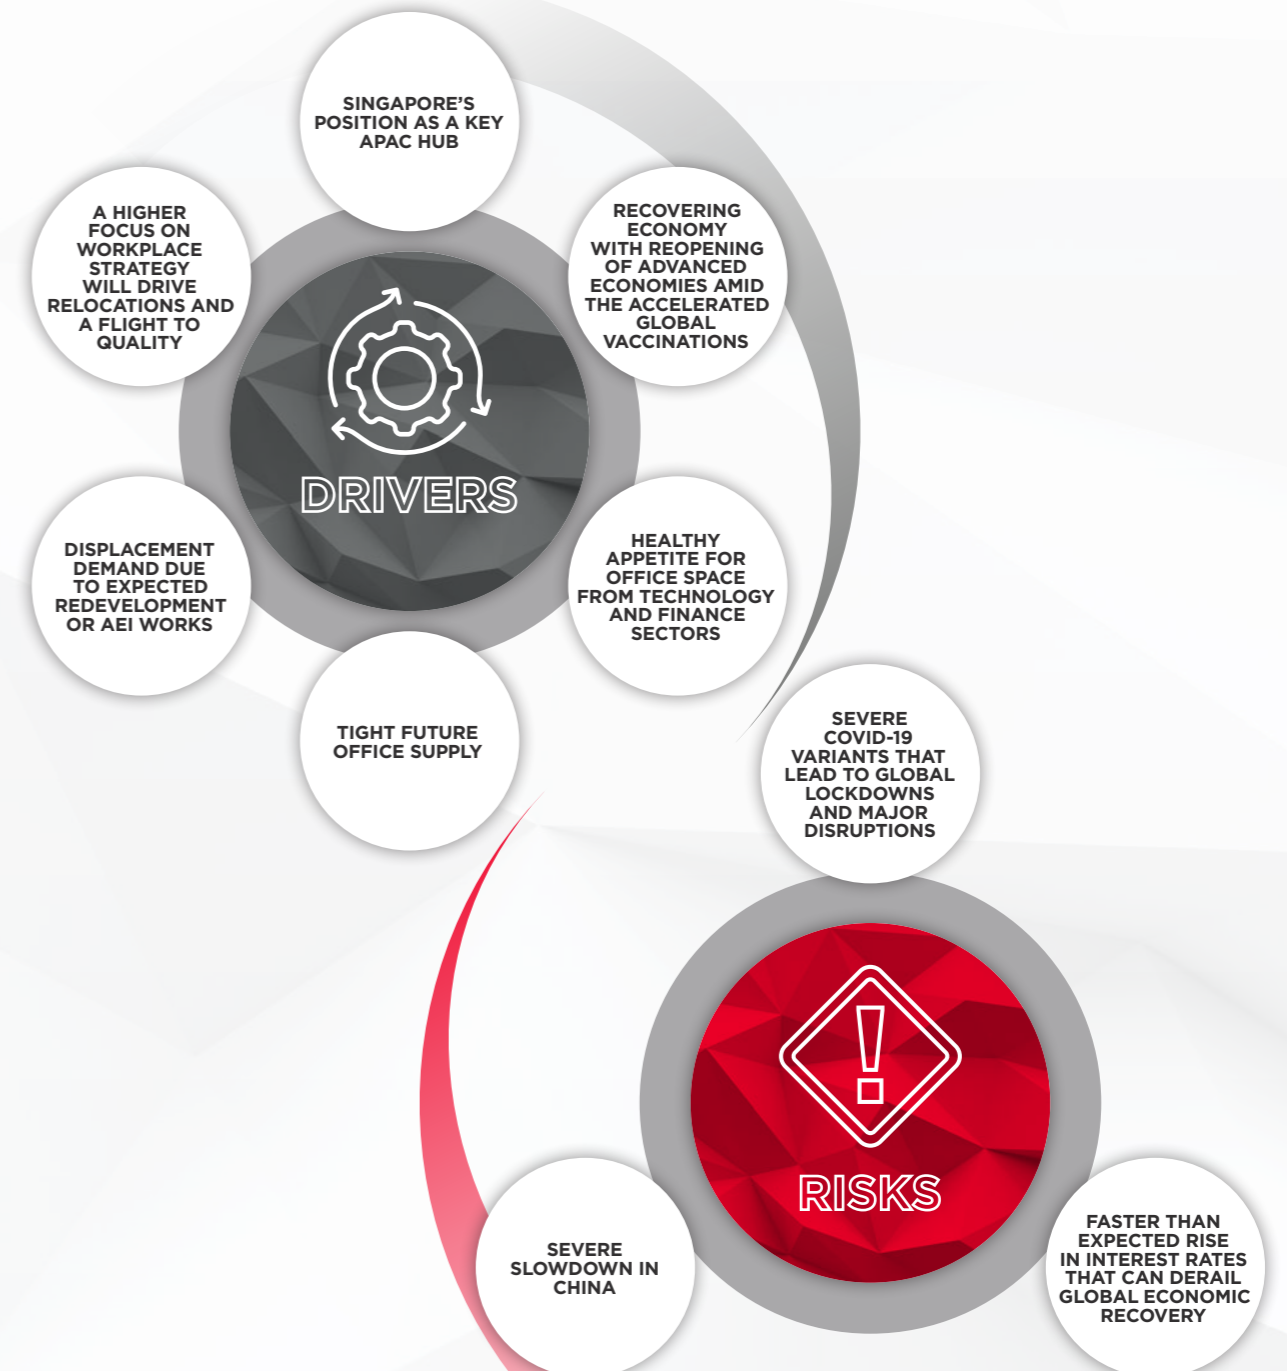 SINGAPORE'S
POSITION AS A KEY
APAC HUB
RECOVERING
ECONOMY
WITH REOPENING
OF ADVANCED
ECONOMIES AMID
THE ACCELERATED
GLOBAL
VACCINATIONS
HEALTHY
APPETITE FOR
OFFICE SPACE
FROM TECHNOLOGY
AND FINANCE
SECTORS
TIGHT FUTURE
OFFICE SUPPLY
DISPLACEMENT
DEMAND DUE
TO EXPECTED
REDEVELOPMENT
OR AEI WORKS
A HIGHER
FOCUS ON
WORKPLACE
STRATEGY
WILL DRIVE
RELOCATIONS AND
A FLIGHT TO
QUALITY
DRIVERS
SEVERE
COVID-19
VARIANTS THAT
LEAD TO GLOBAL
LOCKDOWNS
AND MAJOR
DISRUPTIONS
RISKS
SEVERE
SLOWDOWN IN
CHINA
FASTER THAN
EXPECTED RISE
IN INTEREST RATES
THAT CAN DERAIL
GLOBAL ECONOMIC
RECOVERY